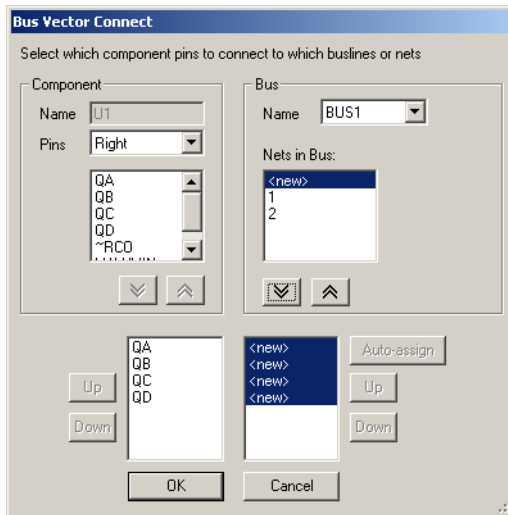 Bus Vector Connect
Select which component pins to connect to which buslines or nets
Component
Name U1
Pins Right
QA
QB
QC
QD
~RCO
Bus
Name BUS1
Nets in Bus:
<new>
1
2
QA
QB
QC
QD
Up
Down
<new>
<new>
<new>
<new>
Auto-assign
Up
Down
OK
Cancel